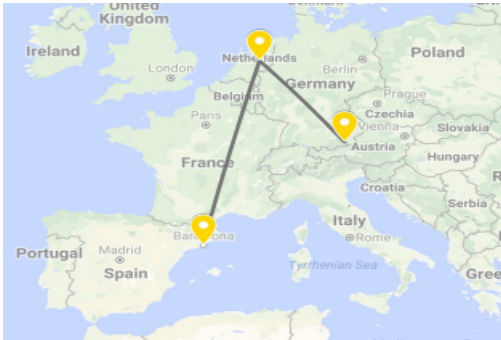 United
Kingdom
Ireland
London
Netherlands
Berlin
Poland
Germany
Belgium
Prague
Czechia
Paris
Vienna
Slovakia
Austria
Hungary
France
Croatia
Serbia
Italy
Rome
Barcelona
Portugal
Madrid
Spain
Tyrrhenian Sea
Gree
R